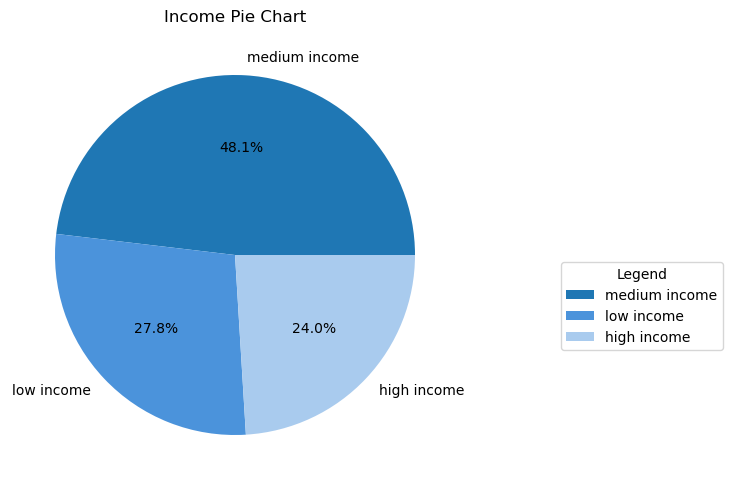 Income Pie Chart
medium income
48.1%
27.8%
24.0%
low income
high income
Legend
medium income
low income
high income